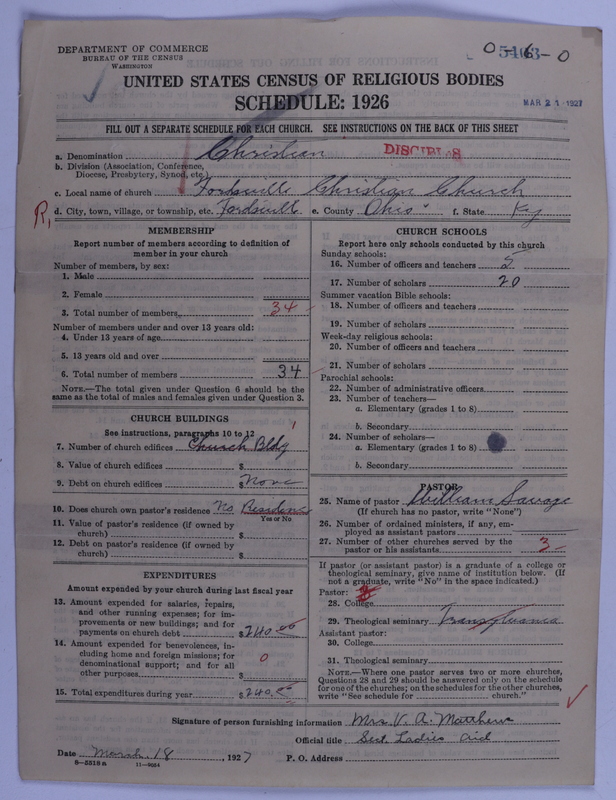 DEPARTMENT OF COMMERCE
BUREAU OF THE CENSUS
WASHINGTON
0-6-0
MAR 21 1927
UNITED STATES CENSUS OF RELIGIOUS BODIES
SCHEDULE: 1926
FILL OUT A SEPARATE SCHEDULE FOR EACH CHURCH. SEE INSTRUCTIONS ON THE BACK OF THIS SHEET
a. Denomination Christian DISCIPLES
b. Division (Association, Conference, Diocese, Presbytery, Synod, etc.)
c. Local name of church Fordsville Christian Church
R, d. City, town, village, or township, etc. Fordsville e. County Ohio f. State Ky
MEMBERSHIP
Report number of members according to definition of
member in your church
Number of members, by sex:
1. Male
2. Female
3. Total number of members 34
Number of members under and over 13 years old:
4. Under 13 years of age
5. 13 years old and over
6. Total number of members 34
NOTE.—The total given under Question 6 should be the
same as the total of males and females given under Question 3.
CHURCH BUILDINGS
See instructions, paragraphs 10 to 12
7. Number of church edifices Church Bldg 1
8. Value of church edifices $
9. Debt on church edifices $ None
10. Does church own pastor's residence No Residence
Yes or No
11. Value of pastor's residence (if owned by
church) $
12. Debt on pastor's residence (if owned by
church) $
EXPENDITURES
Amount expended by your church during last fiscal year
13. Amount expended for salaries, repairs,
and other running expenses; for im-
provements or new buildings; and for
payments on church debt $240.00
14. Amount expended for benevolences, in-
cluding home and foreign missions; for
denominational support; and for all
other purposes $ 0
15. Total expenditures during year $240.00
CHURCH SCHOOLS
Report here only schools conducted by this church
Sunday schools:
16. Number of officers and teachers 5
17. Number of scholars 20
Summer vacation Bible schools:
18. Number of officers and teachers
19. Number of scholars
Week-day religious schools:
20. Number of officers and teachers
21. Number of scholars
Parochial schools:
22. Number of administrative officers
23. Number of teachers—
a. Elementary (grades 1 to 8)
b. Secondary
24. Number of scholars—
a. Elementary (grades 1 to 8)
b. Secondary
PASTOR
25. Name of pastor William Savage
(If church has no pastor, write "None")
26. Number of ordained ministers, if any, em-
ployed as assistant pastors
27. Number of other churches served by the
pastor or his assistants 3
If pastor (or assistant pastor) is a graduate of a college or
theological seminary, give name of institution below. (If
not a graduate, write "No" in the space indicated.)
Pastor:
28. College
29. Theological seminary Transylvania
Assistant pastor:
30. College
31. Theological seminary
NOTE.—Where one pastor serves two or more churches,
Questions 28 and 29 should be answered only on the schedule
for one of the churches; on the schedules for the other churches,
write "See schedule for church."
Signature of person furnishing information Mrs. V. A. Matthews
Official title Sect Ladies Aid
Date March 18, 1927 P. O. Address
8—5518a 11—9054